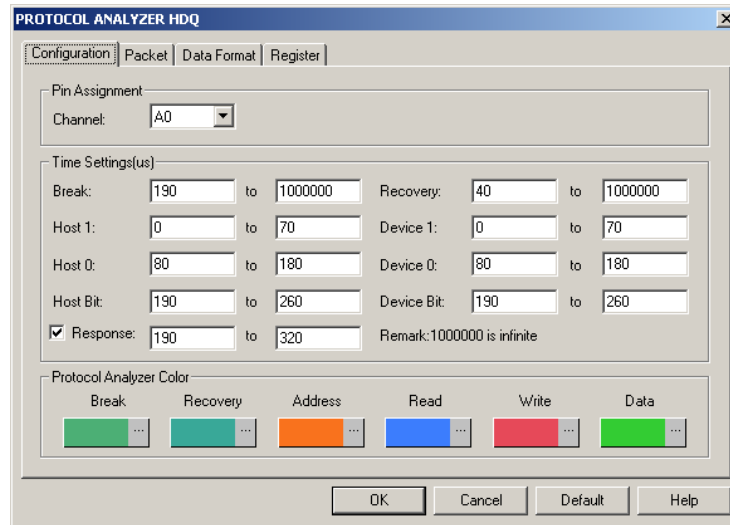 PROTOCOL ANALYZER HDQ
Configuration Packet Data Format Register
Pin Assignment
Channel: A0
Time Settings(us)
Break: 190 to 1000000 Recovery: 40 to 1000000
Host 1: 0 to 70 Device 1: 0 to 70
Host 0: 80 to 180 Device 0: 80 to 180
Host Bit: 190 to 260 Device Bit: 190 to 260
Response: 190 to 320 Remark:1000000 is infinite
Protocol Analyzer Color
Break Recovery Address Read Write Data
... ... ... ... ... ...
OK Cancel Default Help